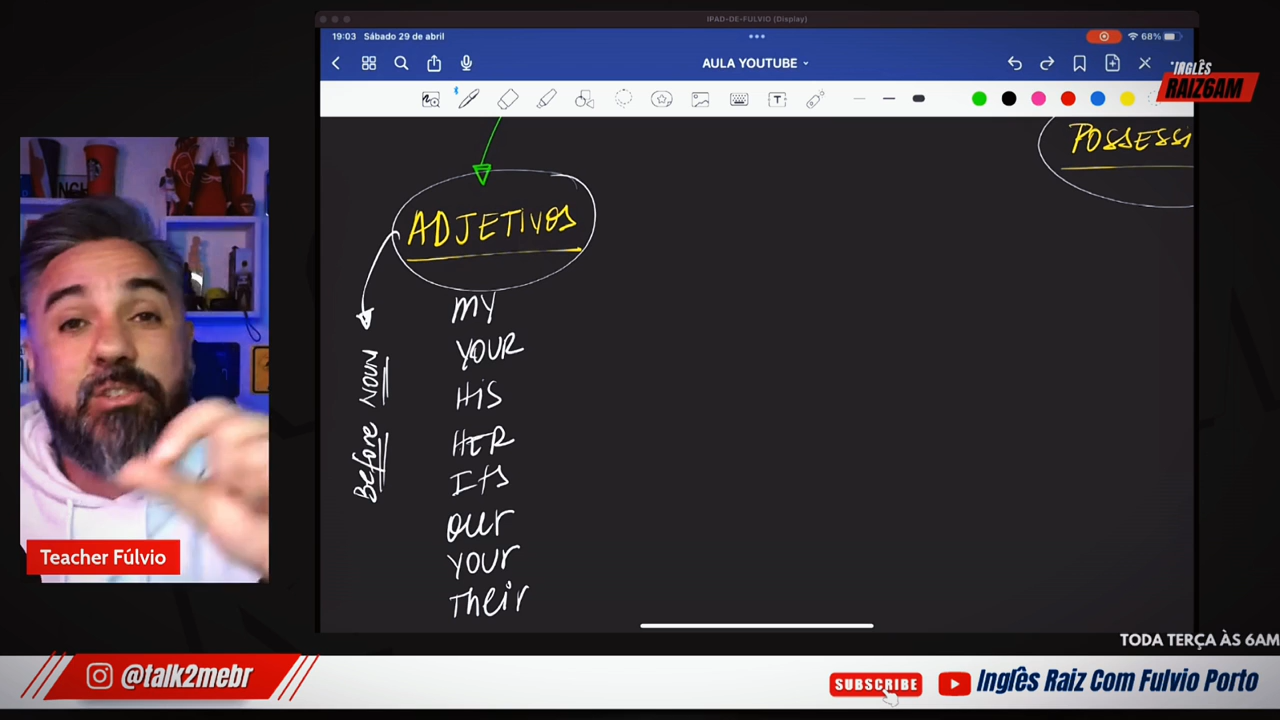 IPAD-DE-FULVIO (Display)
19:03 Sábado 29 de abril
68%
AULA YOUTUBE
INGLÊS
RAIZ6AM
POSSESSI
ADJETIVOS
MY
YOUR
HIS
HER
Its
our
your
Their
Before NOUN
Teacher Fúlvio
TODA TERÇA ÀS 6AM
@talk2mebr
SUBSCRIBE
Inglês Raiz Com Fulvio Porto